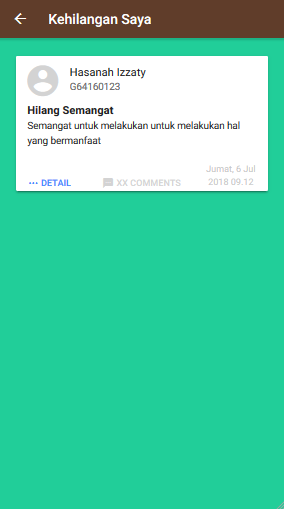 Kehilangan Saya
Hasanah Izzaty
G64160123
Hilang Semangat
Semangat untuk melakukan untuk melakukan hal
yang bermanfaat
Jumat, 6 Jul
2018 09.12
DETAIL
XX COMMENTS